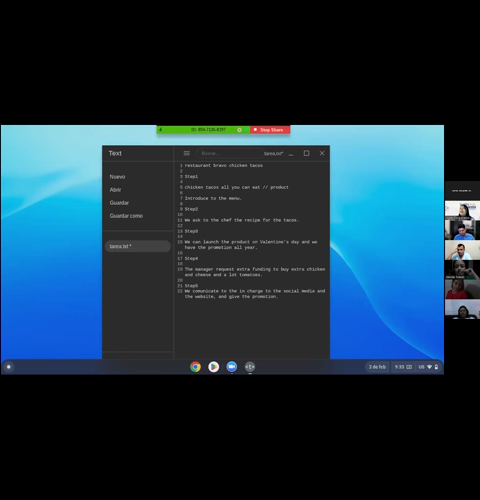 Stop Share
Text
tarea.txt*
Nuevo
Abrir
Guardar
Guardar como
tarea.txt *
1 restaurant bravo chicken tacos
2
3 Step1
4
5 chicken tacos all you can eat // product
6
7 Introduce to the menu.
8
9 Step2
10
11 We ask to the chef the recipe for the tacos.
12
13 Step3
14
15 We can launch the product on Valentine's day and we
have the promotion all year.
16
17 Step4
18
19 The manager request extra funding to buy extra chicken
and cheese and a lot tomatoes.
20
21 Step5
22 We comunicate to the in charge to the social media and
the website, and give the promotion.
2 de feb
9:33
US